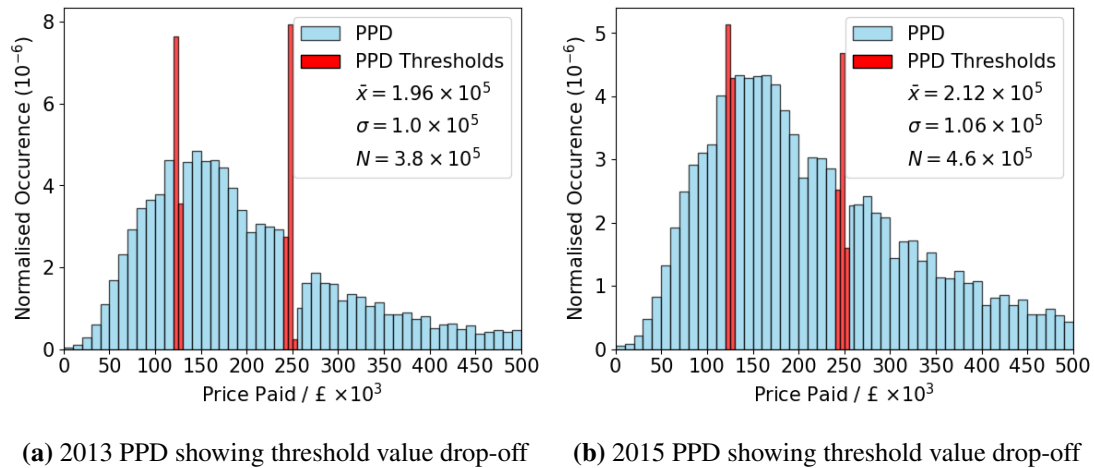 PPD
PPD Thresholds
x̄ = 1.96 × 10⁵
σ = 1.0 × 10⁵
N = 3.8 × 10⁵
Normalised Occurence (10⁻⁶)
8
6
4
2
0
0 50 100 150 200 250 300 350 400 450 500
Price Paid / £ ×10³
(a) 2013 PPD showing threshold value drop-off
PPD
PPD Thresholds
x̄ = 2.12 × 10⁵
σ = 1.06 × 10⁵
N = 4.6 × 10⁵
Normalised Occurence (10⁻⁶)
5
4
3
2
1
0
0 50 100 150 200 250 300 350 400 450 500
Price Paid / £ ×10³
(b) 2015 PPD showing threshold value drop-off